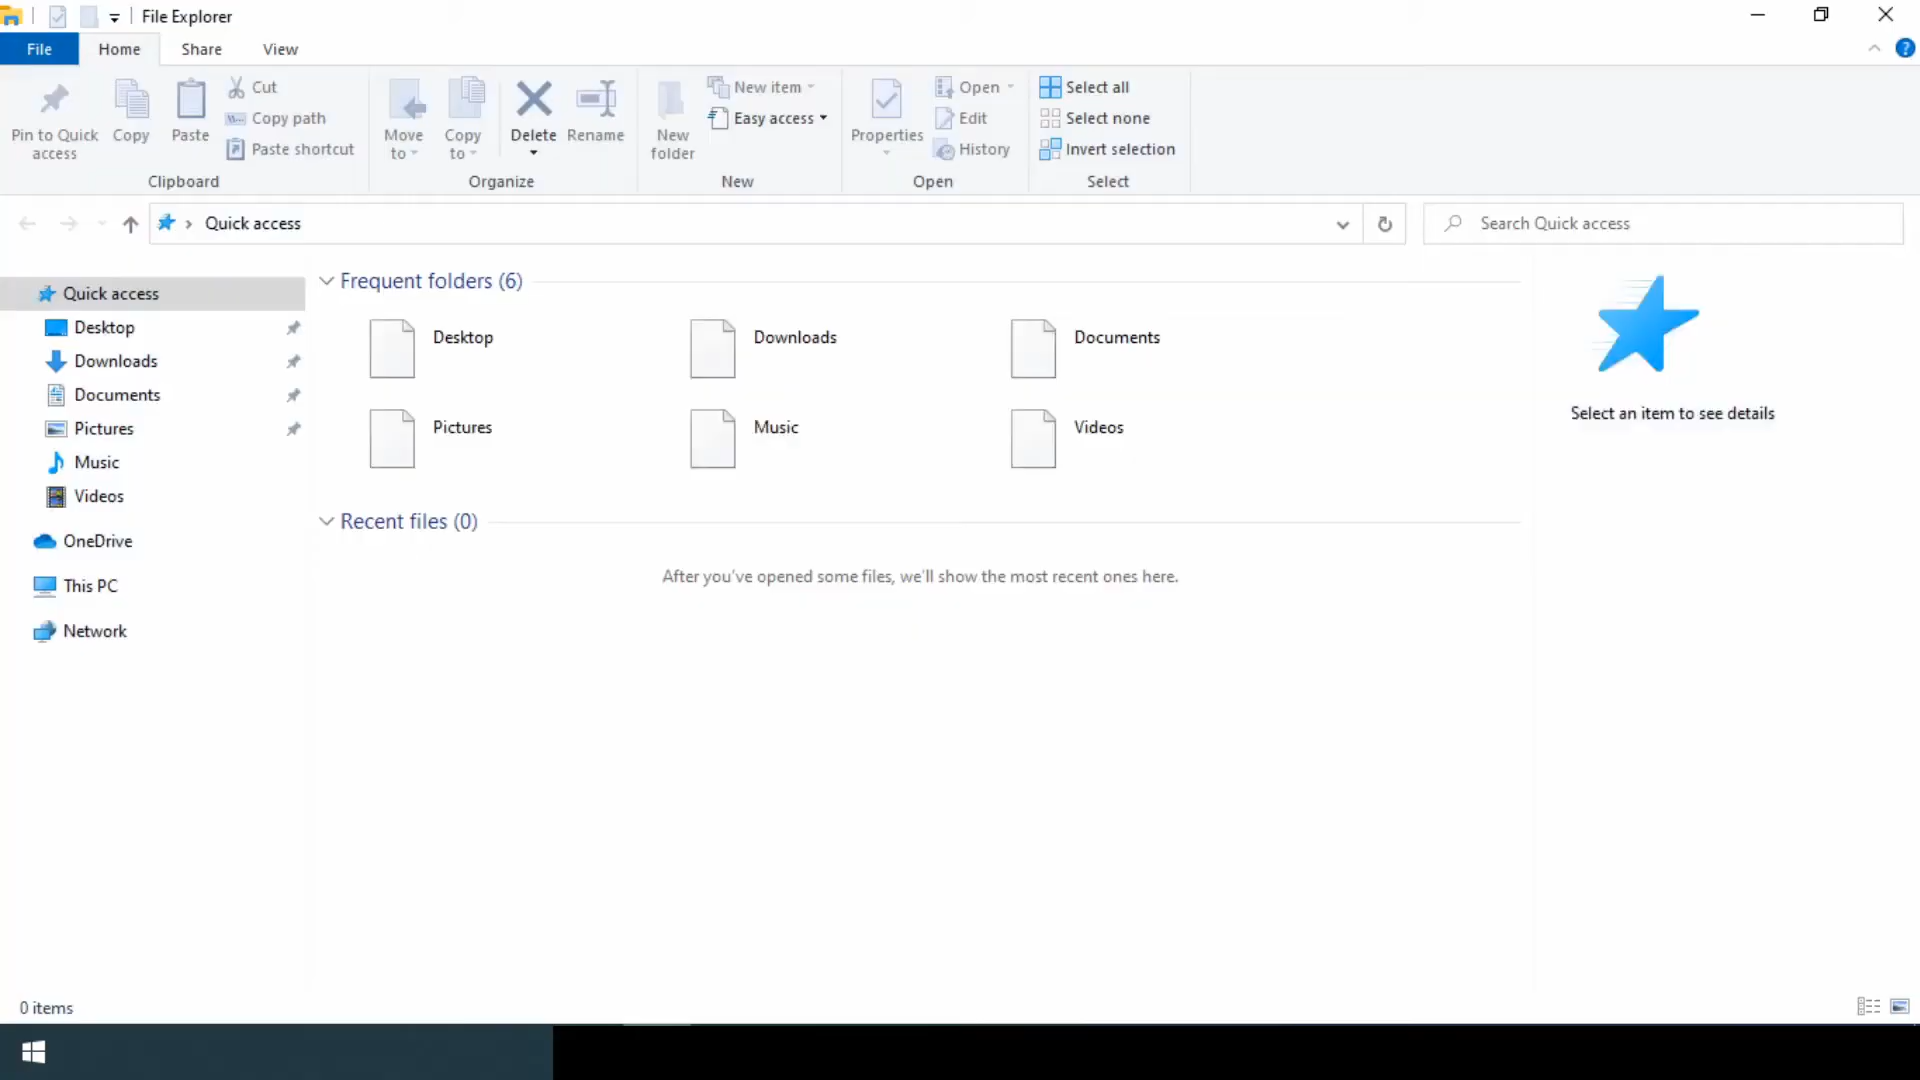 File Explorer
File Home Share View
Pin to Quick access
Copy
Paste
Cut
Copy path
Paste shortcut
Clipboard
Move to
Copy to
Delete
Rename
Organize
New folder
New item
Easy access
New
Properties
Open
Edit
History
Open
Select all
Select none
Invert selection
Select
Quick access
Search Quick access
Quick access
Desktop
Downloads
Documents
Pictures
Music
Videos
OneDrive
This PC
Network
Frequent folders (6)
Desktop
Downloads
Documents
Pictures
Music
Videos
Recent files (0)
After you've opened some files, we'll show the most recent ones here.
Select an item to see details
0 items